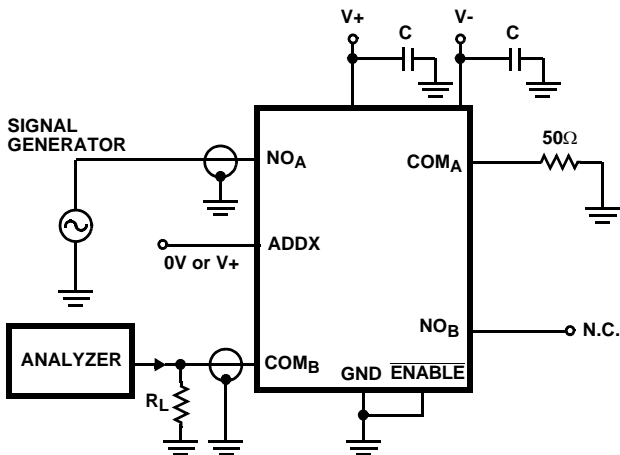 V+
C
V-
C
SIGNAL
GENERATOR
NOA
COMA
50Ω
ADDX
0V or V+
NOB
N.C.
ANALYZER
COMB
GND
ENABLE
RL